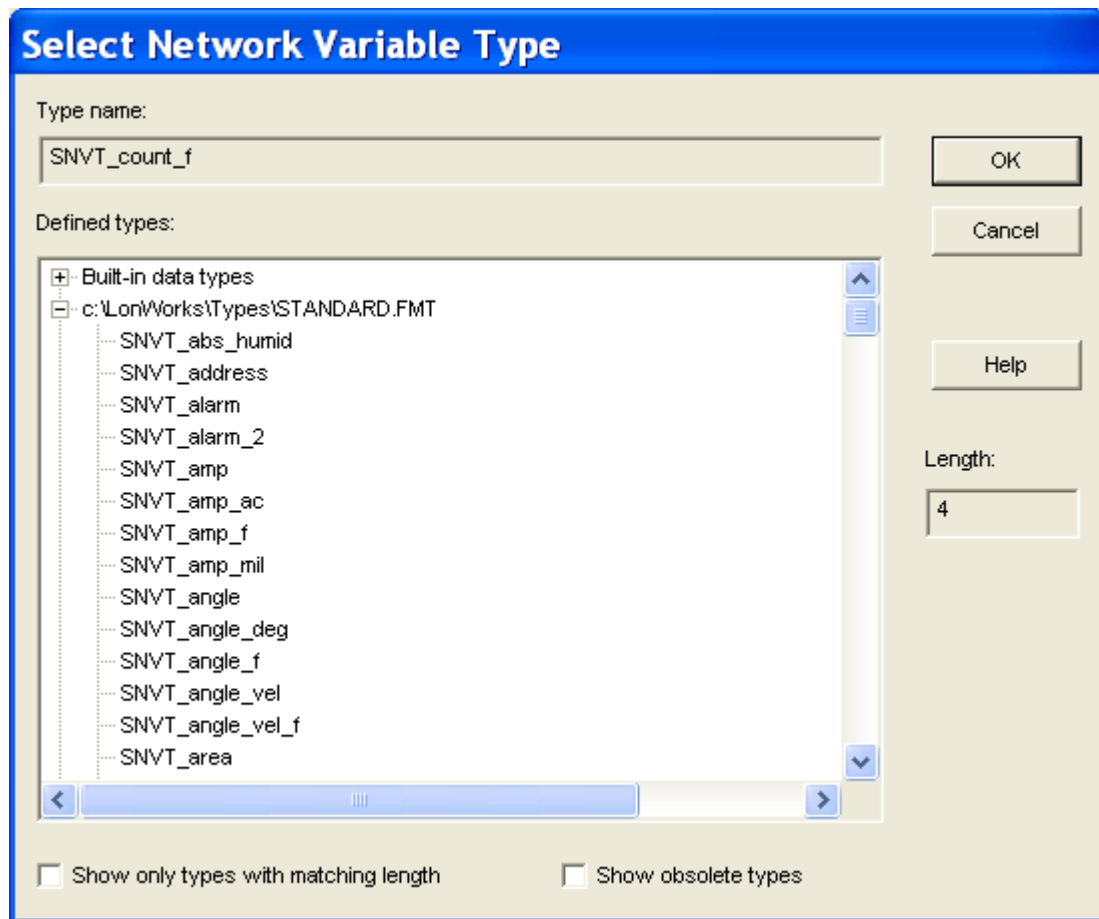 Select Network Variable Type
Type name:
SNVT_count_f
OK
Defined types:
Cancel
Built-in data types
c:\LonWorks\Types\STANDARD.FMT
SNVT_abs_humid
SNVT_address
Help
SNVT_alarm
SNVT_alarm_2
SNVT_amp
Length:
SNVT_amp_ac
4
SNVT_amp_f
SNVT_amp_mil
SNVT_angle
SNVT_angle_deg
SNVT_angle_f
SNVT_angle_vel
SNVT_angle_vel_f
SNVT_area
Show only types with matching length
Show obsolete types